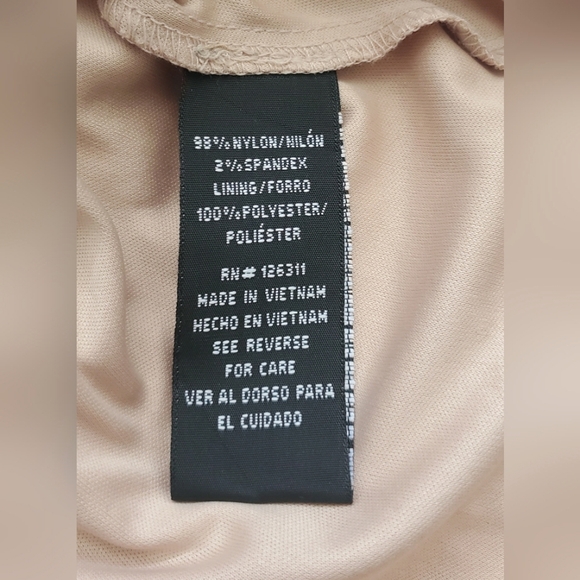 98% NYLON/NILÓN
2% SPANDEX
LINING/FORRO
100% POLYESTER/
POLIÉSTER
RN# 126311
MADE IN VIETNAM
HECHO EN VIETNAM
SEE REVERSE
FOR CARE
VER AL DORSO PARA
EL CUIDADO